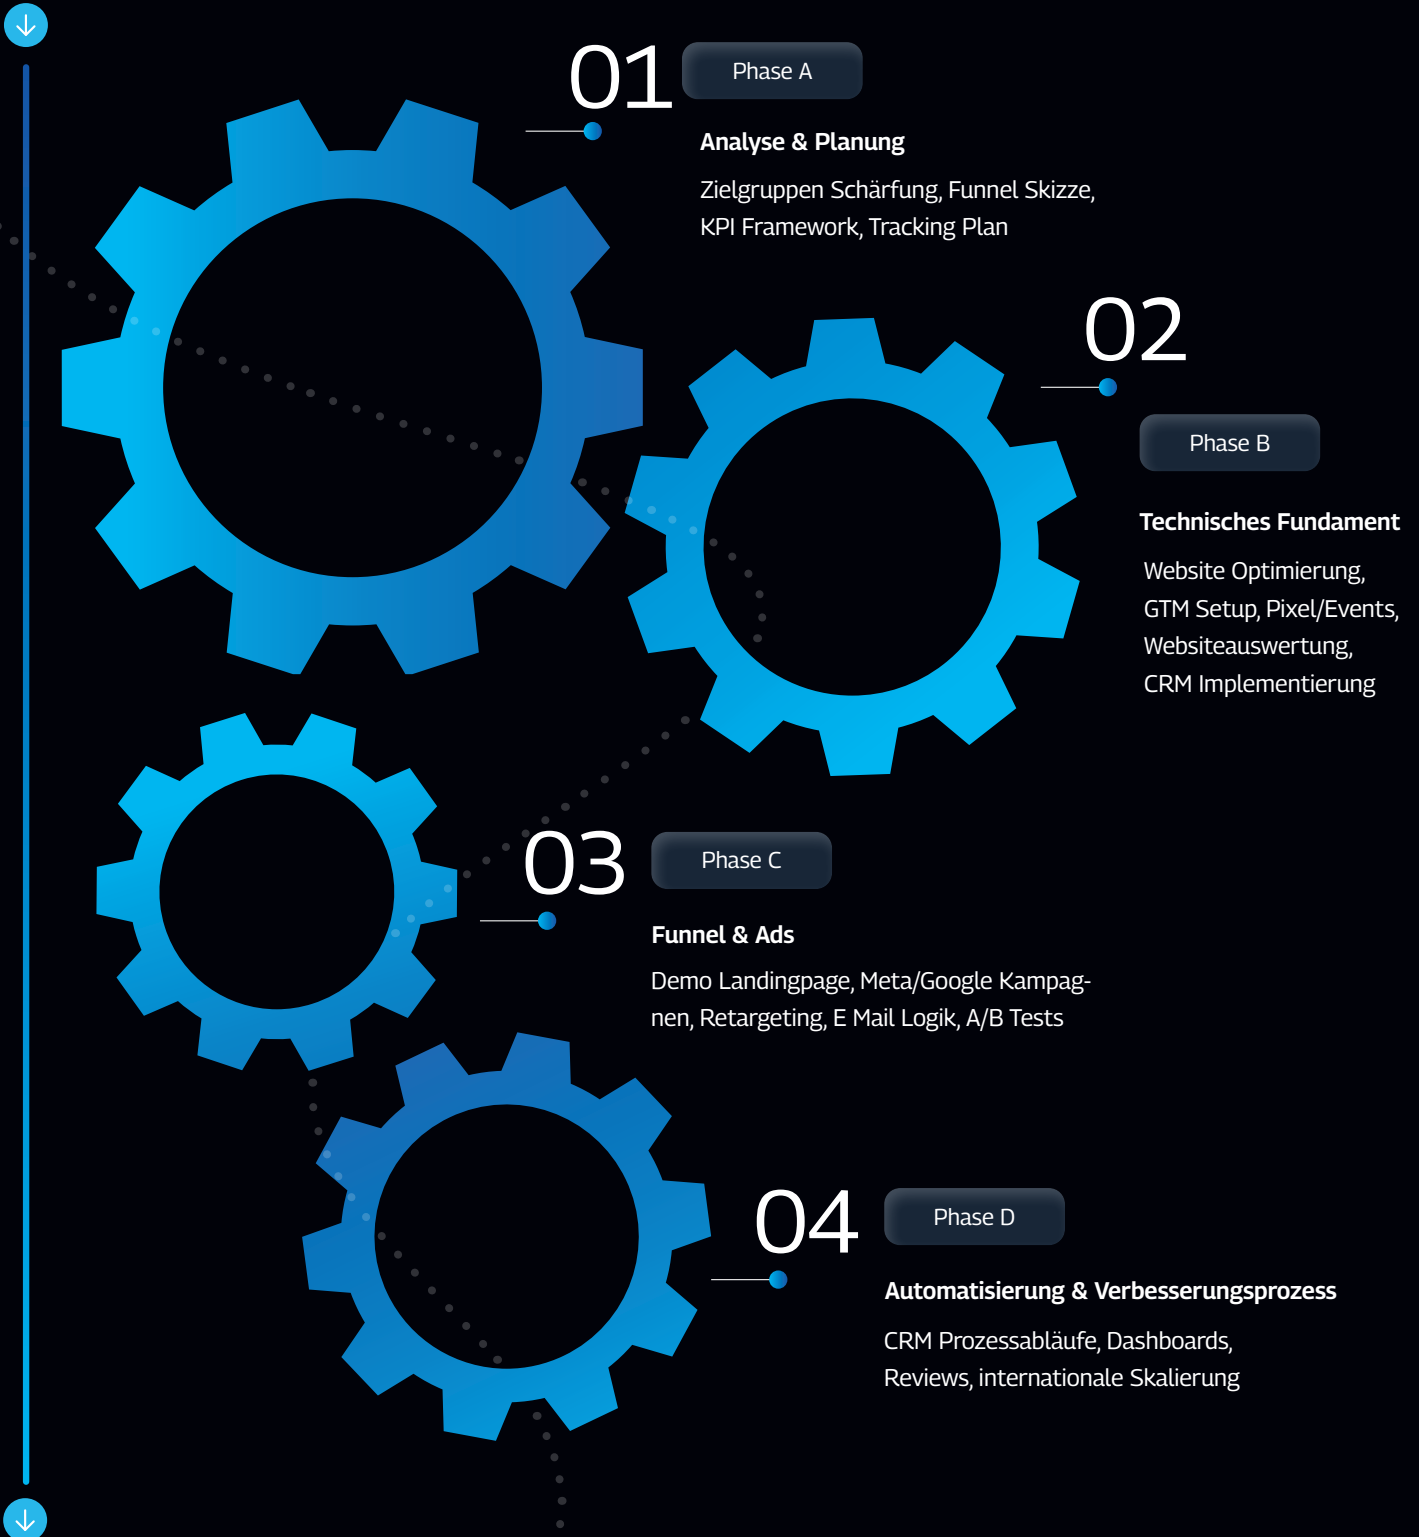 01
Phase A
Analyse & Planung
Zielgruppen Schärfung, Funnel Skizze,
KPI Framework, Tracking Plan
02
Phase B
Technisches Fundament
Website Optimierung,
GTM Setup, Pixel/Events,
Websiteauswertung,
CRM Implementierung
03
Phase C
Funnel & Ads
Demo Landingpage, Meta/Google Kampag-
nen, Retargeting, E Mail Logik, A/B Tests
04
Phase D
Automatisierung & Verbesserungsprozess
CRM Prozessabläufe, Dashboards,
Reviews, internationale Skalierung